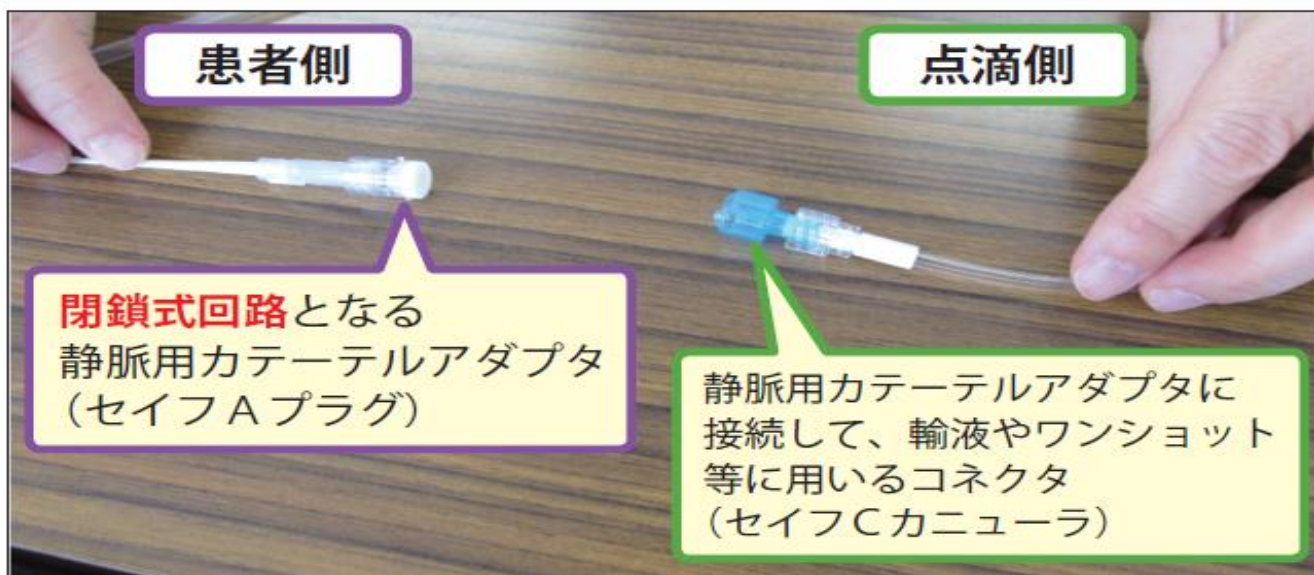 患者側
点滴側
閉鎖式回路となる
静脈用カテーテルアダプタ
（セイフＡプラグ）
静脈用カテーテルアダプタに
接続して、輸液やワンショット
等に用いるコネクタ
（セイフＣカニューラ）